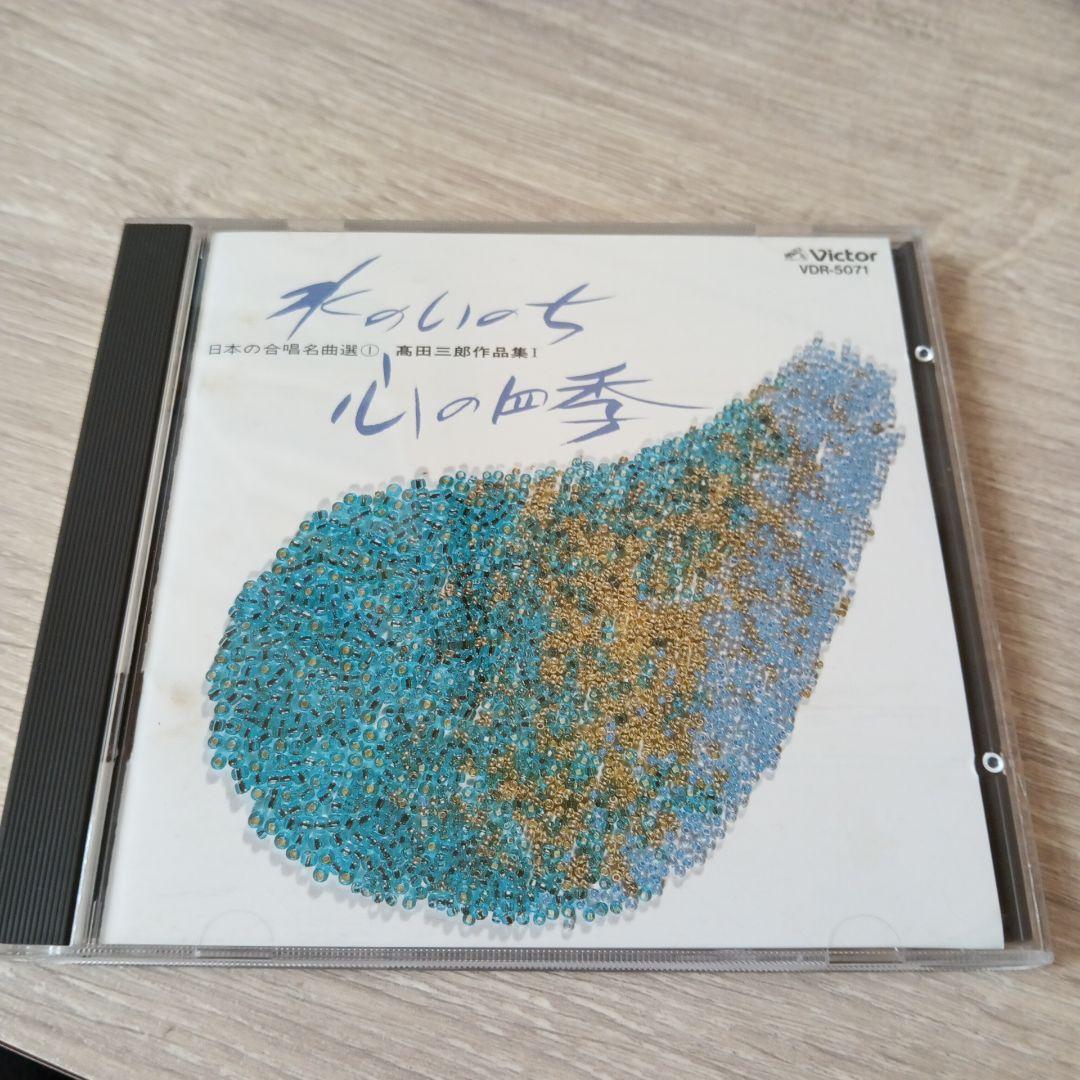 Victor
VDR-5071
水のいのち
日本の合唱名曲選① 髙田三郎作品集I
心の四季